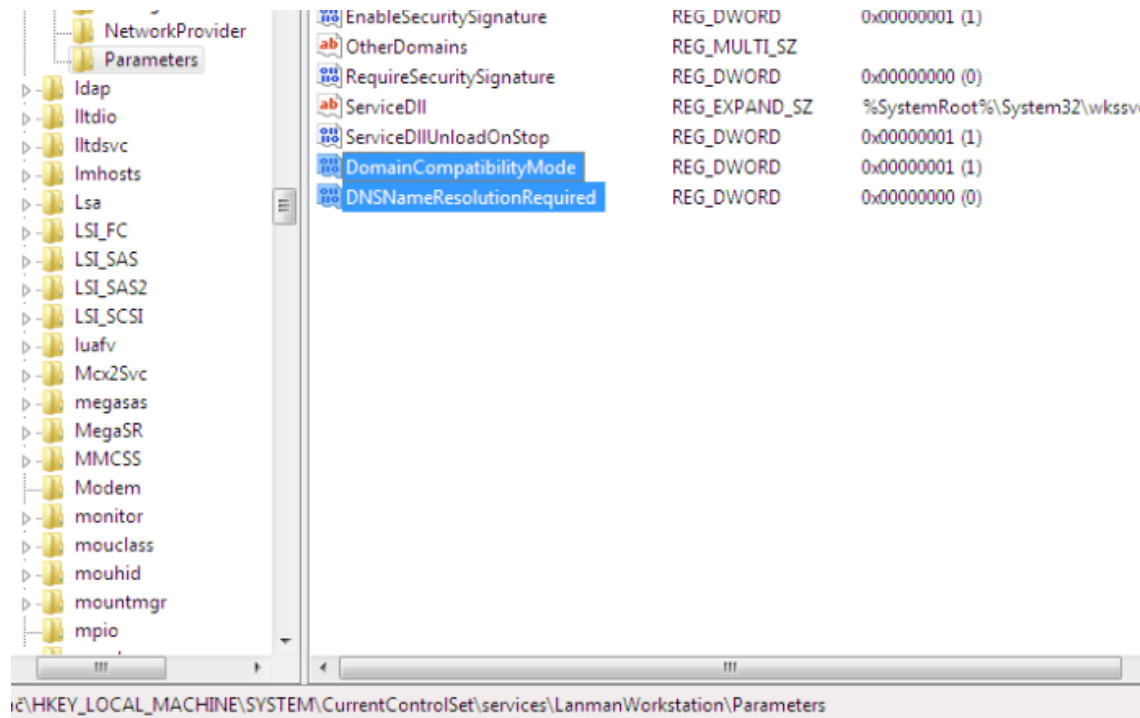 NetworkProvider
Parameters
ldap
lltdio
lltdsvc
lmhosts
Lsa
LSI_FC
LSI_SAS
LSI_SAS2
LSI_SCSI
luafv
Mcx2Svc
megasas
MegaSR
MMCSS
Modem
monitor
mouclass
mouhid
mountmgr
mpio
EnableSecuritySignature REG_DWORD 0x00000001 (1)
OtherDomains REG_MULTI_SZ
RequireSecuritySignature REG_DWORD 0x00000000 (0)
ServiceDll REG_EXPAND_SZ %SystemRoot%\System32\wkssv
ServiceDllUnloadOnStop REG_DWORD 0x00000001 (1)
DomainCompatibilityMode REG_DWORD 0x00000001 (1)
DNSNameResolutionRequired REG_DWORD 0x00000000 (0)
č\HKEY_LOCAL_MACHINE\SYSTEM\CurrentControlSet\services\LanmanWorkstation\Parameters